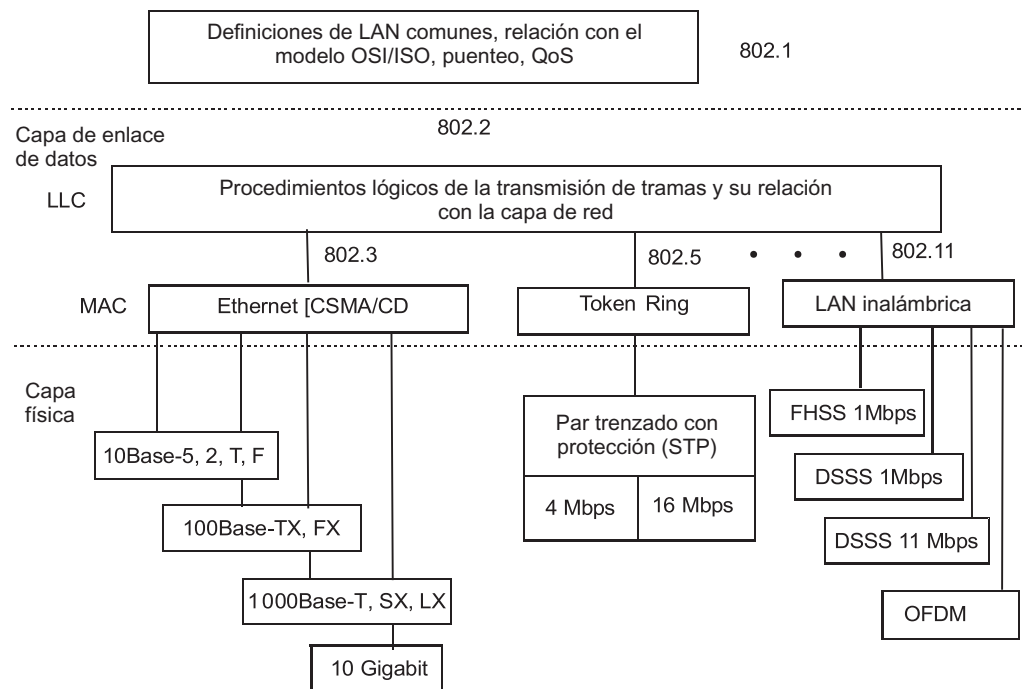 Definiciones de LAN comunes, relación con el
modelo OSI/ISO, puenteo, QoS
802.1
Capa de enlace
de datos
802.2
LLC
Procedimientos lógicos de la transmisión de tramas y su relación
con la capa de red
802.3
802.5
• • •
802.11
MAC
Ethernet [CSMA/CD
Token Ring
LAN inalámbrica
Capa
física
10Base-5, 2, T, F
100Base-TX, FX
1000Base-T, SX, LX
10 Gigabit
Par trenzado con
protección (STP)
4 Mbps
16 Mbps
FHSS 1Mbps
DSSS 1Mbps
DSSS 11 Mbps
OFDM